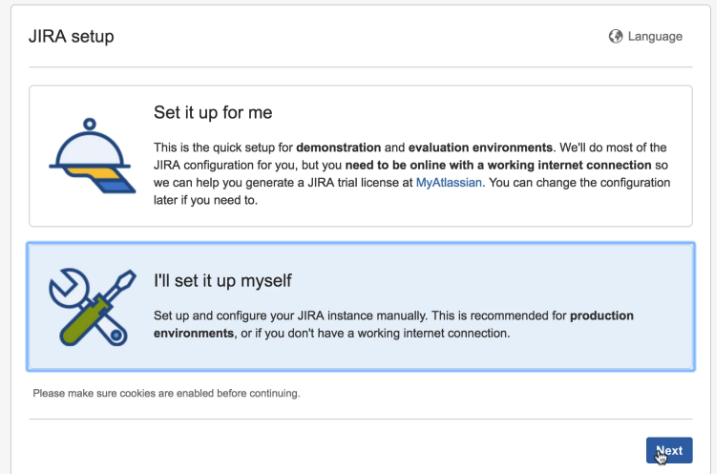 JIRA setup
Language
Set it up for me
This is the quick setup for demonstration and evaluation environments. We'll do most of the
JIRA configuration for you, but you need to be online with a working internet connection so
we can help you generate a JIRA trial license at MyAtlassian. You can change the configuration
later if you need to.
I'll set it up myself
Set up and configure your JIRA instance manually. This is recommended for production
environments, or if you don't have a working internet connection.
Please make sure cookies are enabled before continuing.
Next